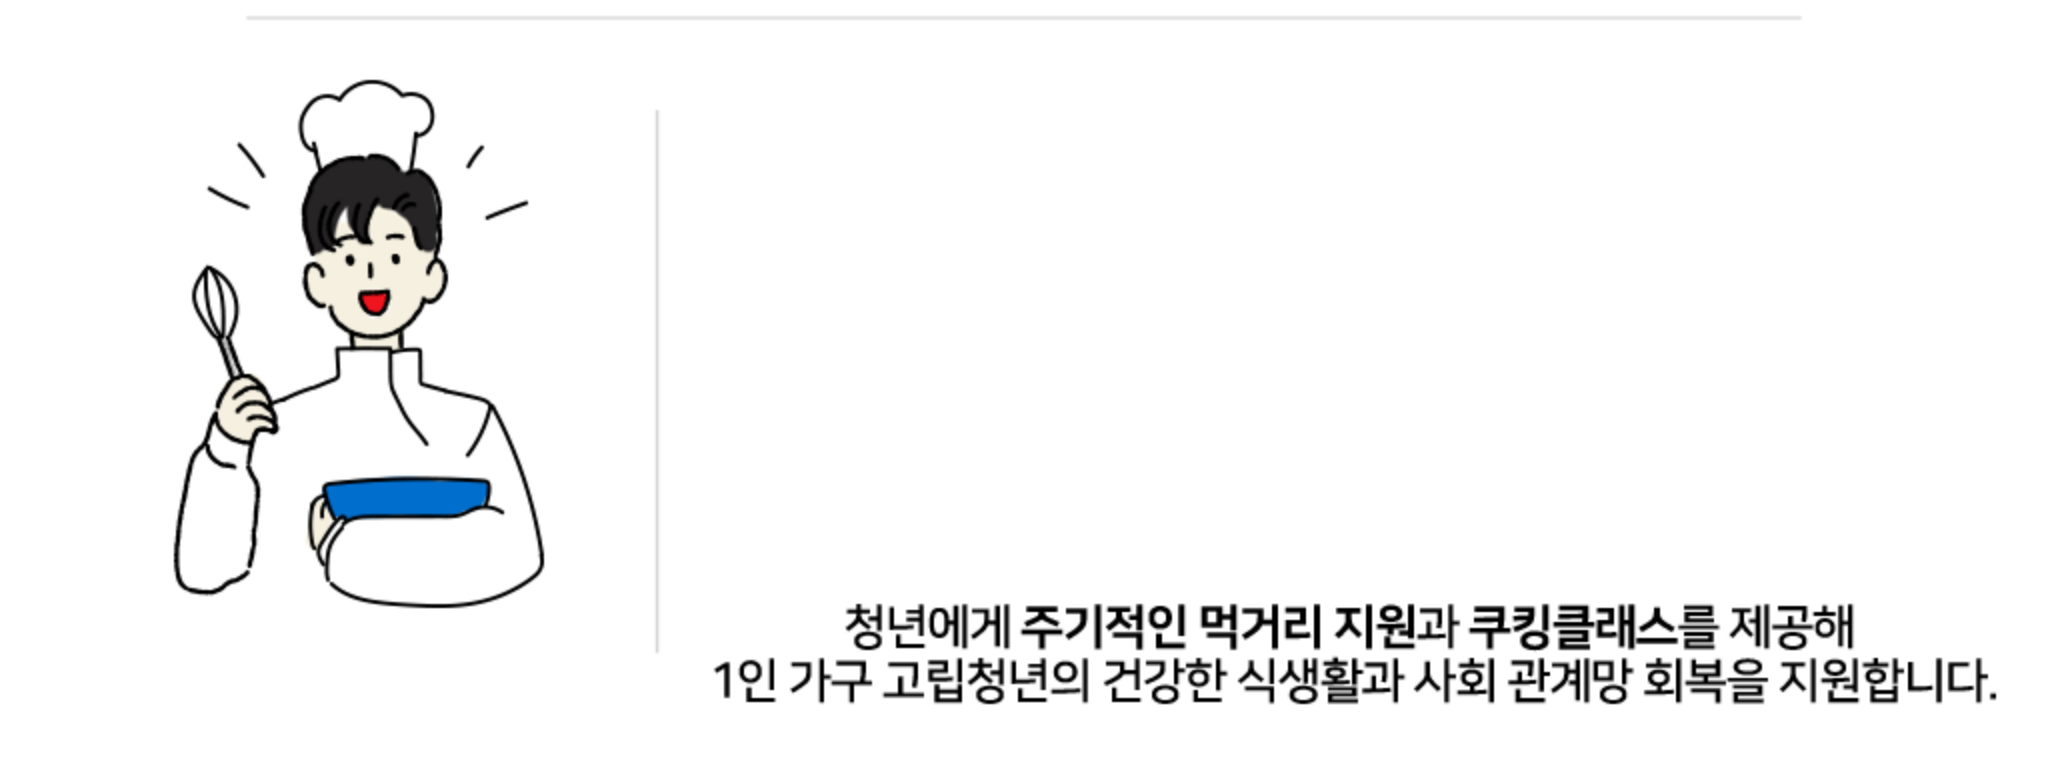 청년에게 주기적인 먹거리 지원과 쿠킹클래스를 제공해
1인 가구 고립청년의 건강한 식생활과 사회 관계망 회복을 지원합니다.